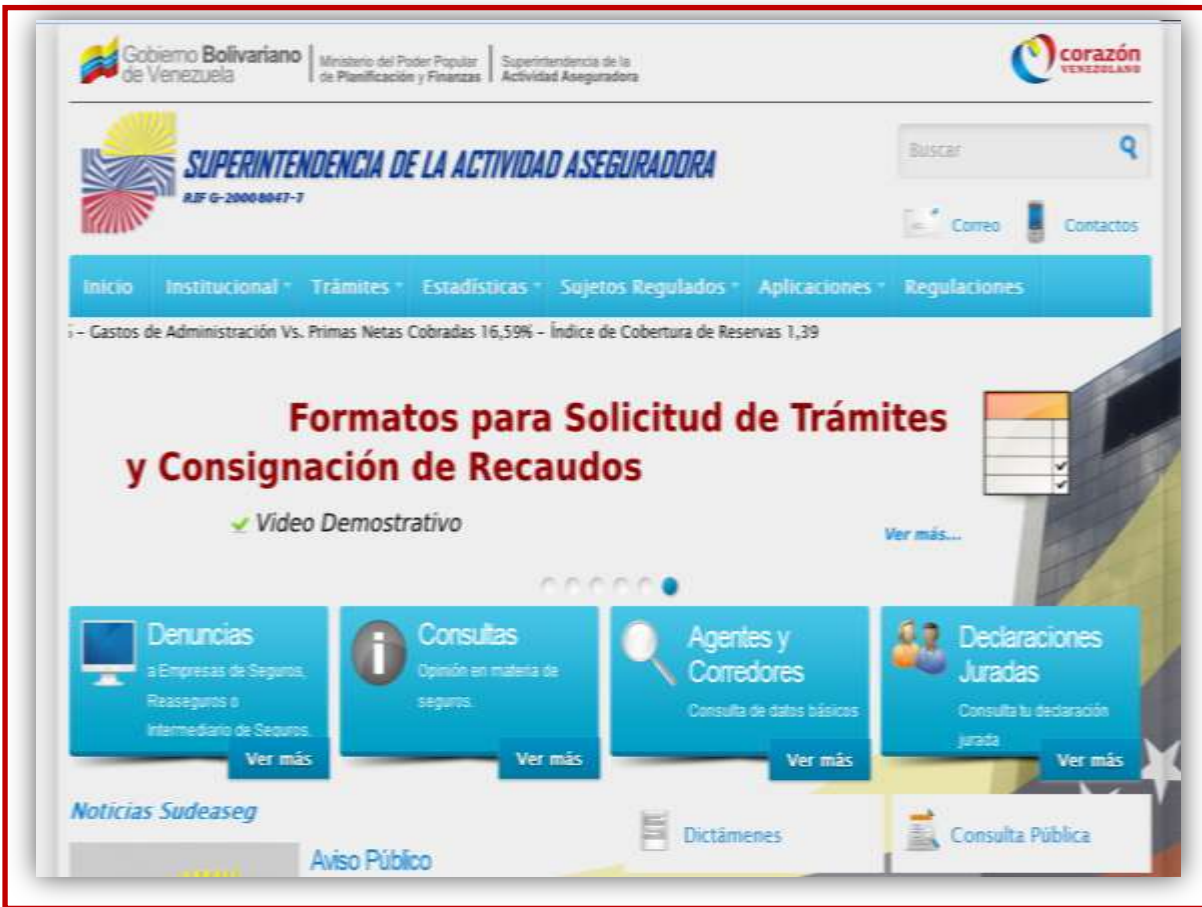 Gobierno Bolivariano
de Venezuela
Ministerio del Poder Popular
de Planificación y Finanzas
Superintendencia de la
Actividad Aseguradora
corazón
VENEZOLANO
SUPERINTENDENCIA DE LA ACTIVIDAD ASEGURADORA
RIF G-20008047-7
Buscar
Correo
Contactos
Inicio Institucional Trámites Estadísticas Sujetos Regulados Aplicaciones Regulaciones
% – Gastos de Administración Vs. Primas Netas Cobradas 16,59% – Índice de Cobertura de Reservas 1,39
Formatos para Solicitud de Trámites
y Consignación de Recaudos
Video Demostrativo
Ver más...
Denuncias
a Empresas de Seguros,
Reaseguros o
Intermediario de Seguros.
Ver más
Consultas
Opinión en materia de
seguros.
Ver más
Agentes y
Corredores
Consulta de datos básicos
Ver más
Declaraciones
Juradas
Consulta tu declaración
jurada
Ver más
Noticias Sudeaseg
Aviso Público
Dictámenes
Consulta Pública